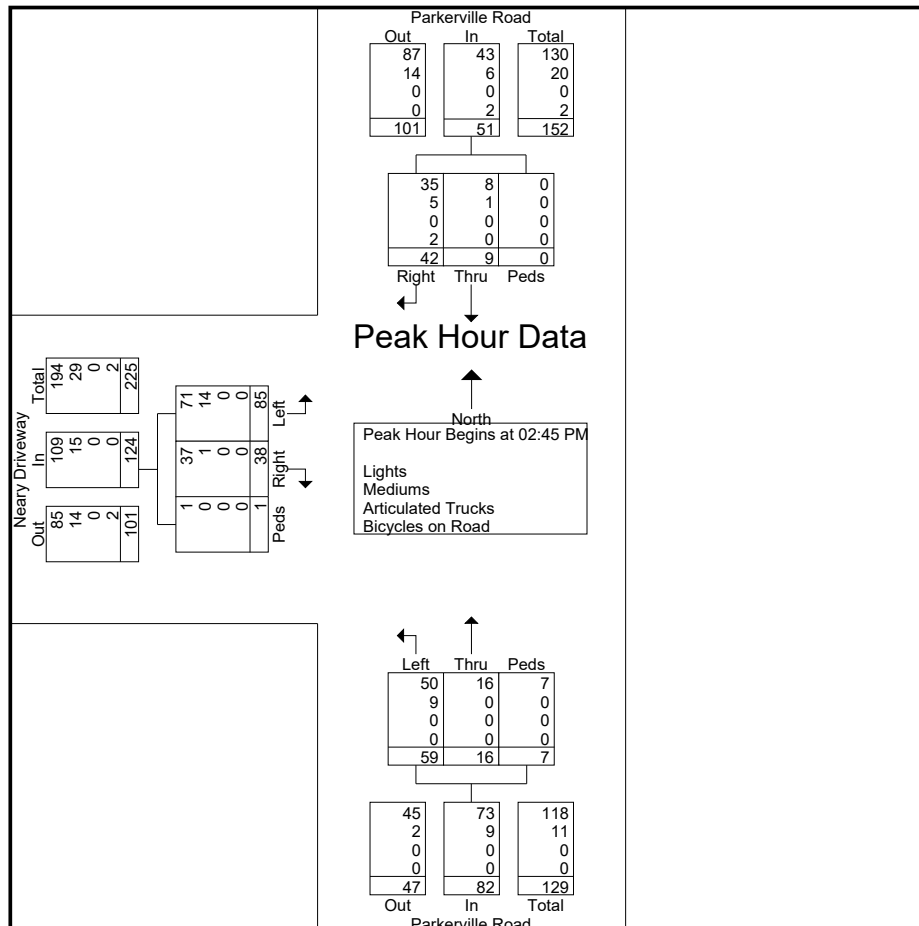 Parkerville Road
Out In Total
87 43 130
14 6 20
0 0 0
0 2 2
101 51 152
35 8 0
5 1 0
0 0 0
2 0 0
42 9 0
Right Thru Peds
Peak Hour Data
Neary Driveway
Total
194 29 0 2 225
In
109 15 0 0 124
Out
85 14 0 2 101
71 14 0 0 85
Left
37 1 0 0 38
Right
1 0 0 0 1
Peds
North
Peak Hour Begins at 02:45 PM
Lights
Mediums
Articulated Trucks
Bicycles on Road
Left Thru Peds
50 16 7
9 0 0
0 0 0
0 0 0
59 16 7
45 73 118
2 9 11
0 0 0
0 0 0
47 82 129
Out In Total
Parkerville Road